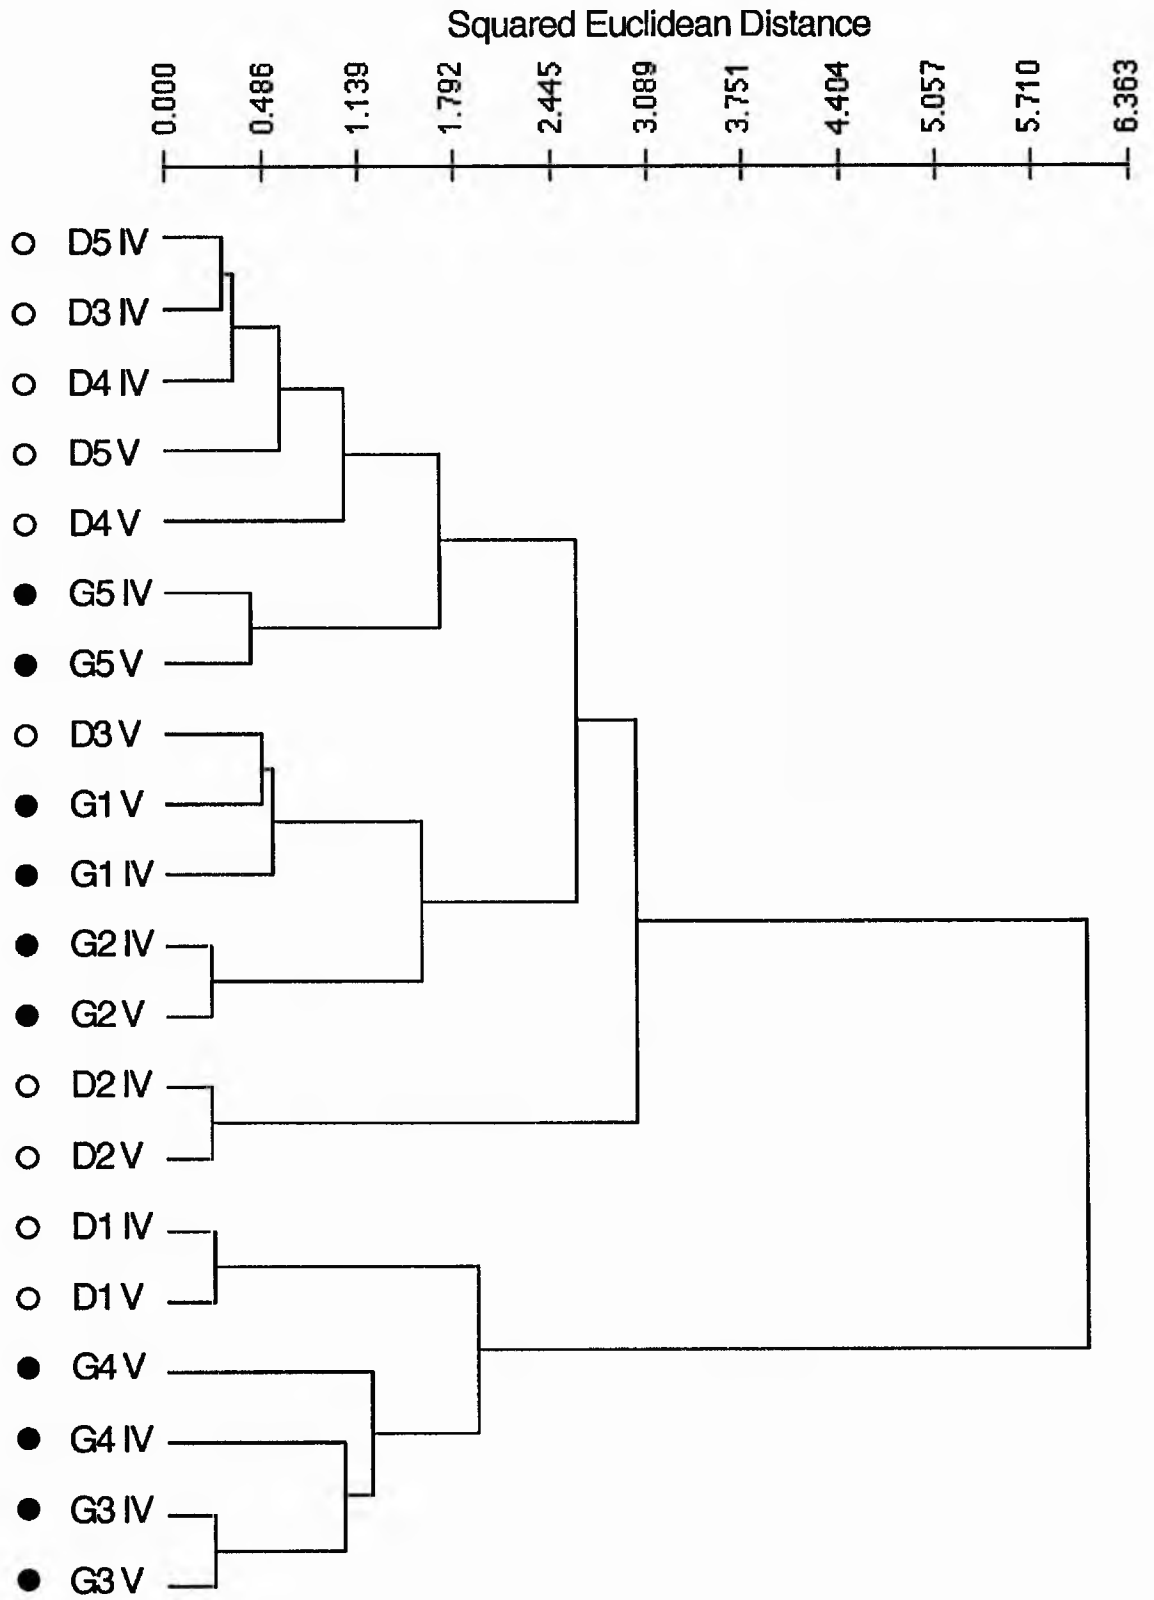 Squared Euclidean Distance
0.000 0.486 1.139 1.792 2.445 3.089 3.751 4.404 5.057 5.710 6.363
D5 IV
D3 IV
D4 IV
D5 V
D4 V
G5 IV
G5 V
D3 V
G1 V
G1 IV
G2 IV
G2 V
D2 IV
D2 V
D1 IV
D1 V
G4 V
G4 IV
G3 IV
G3 V